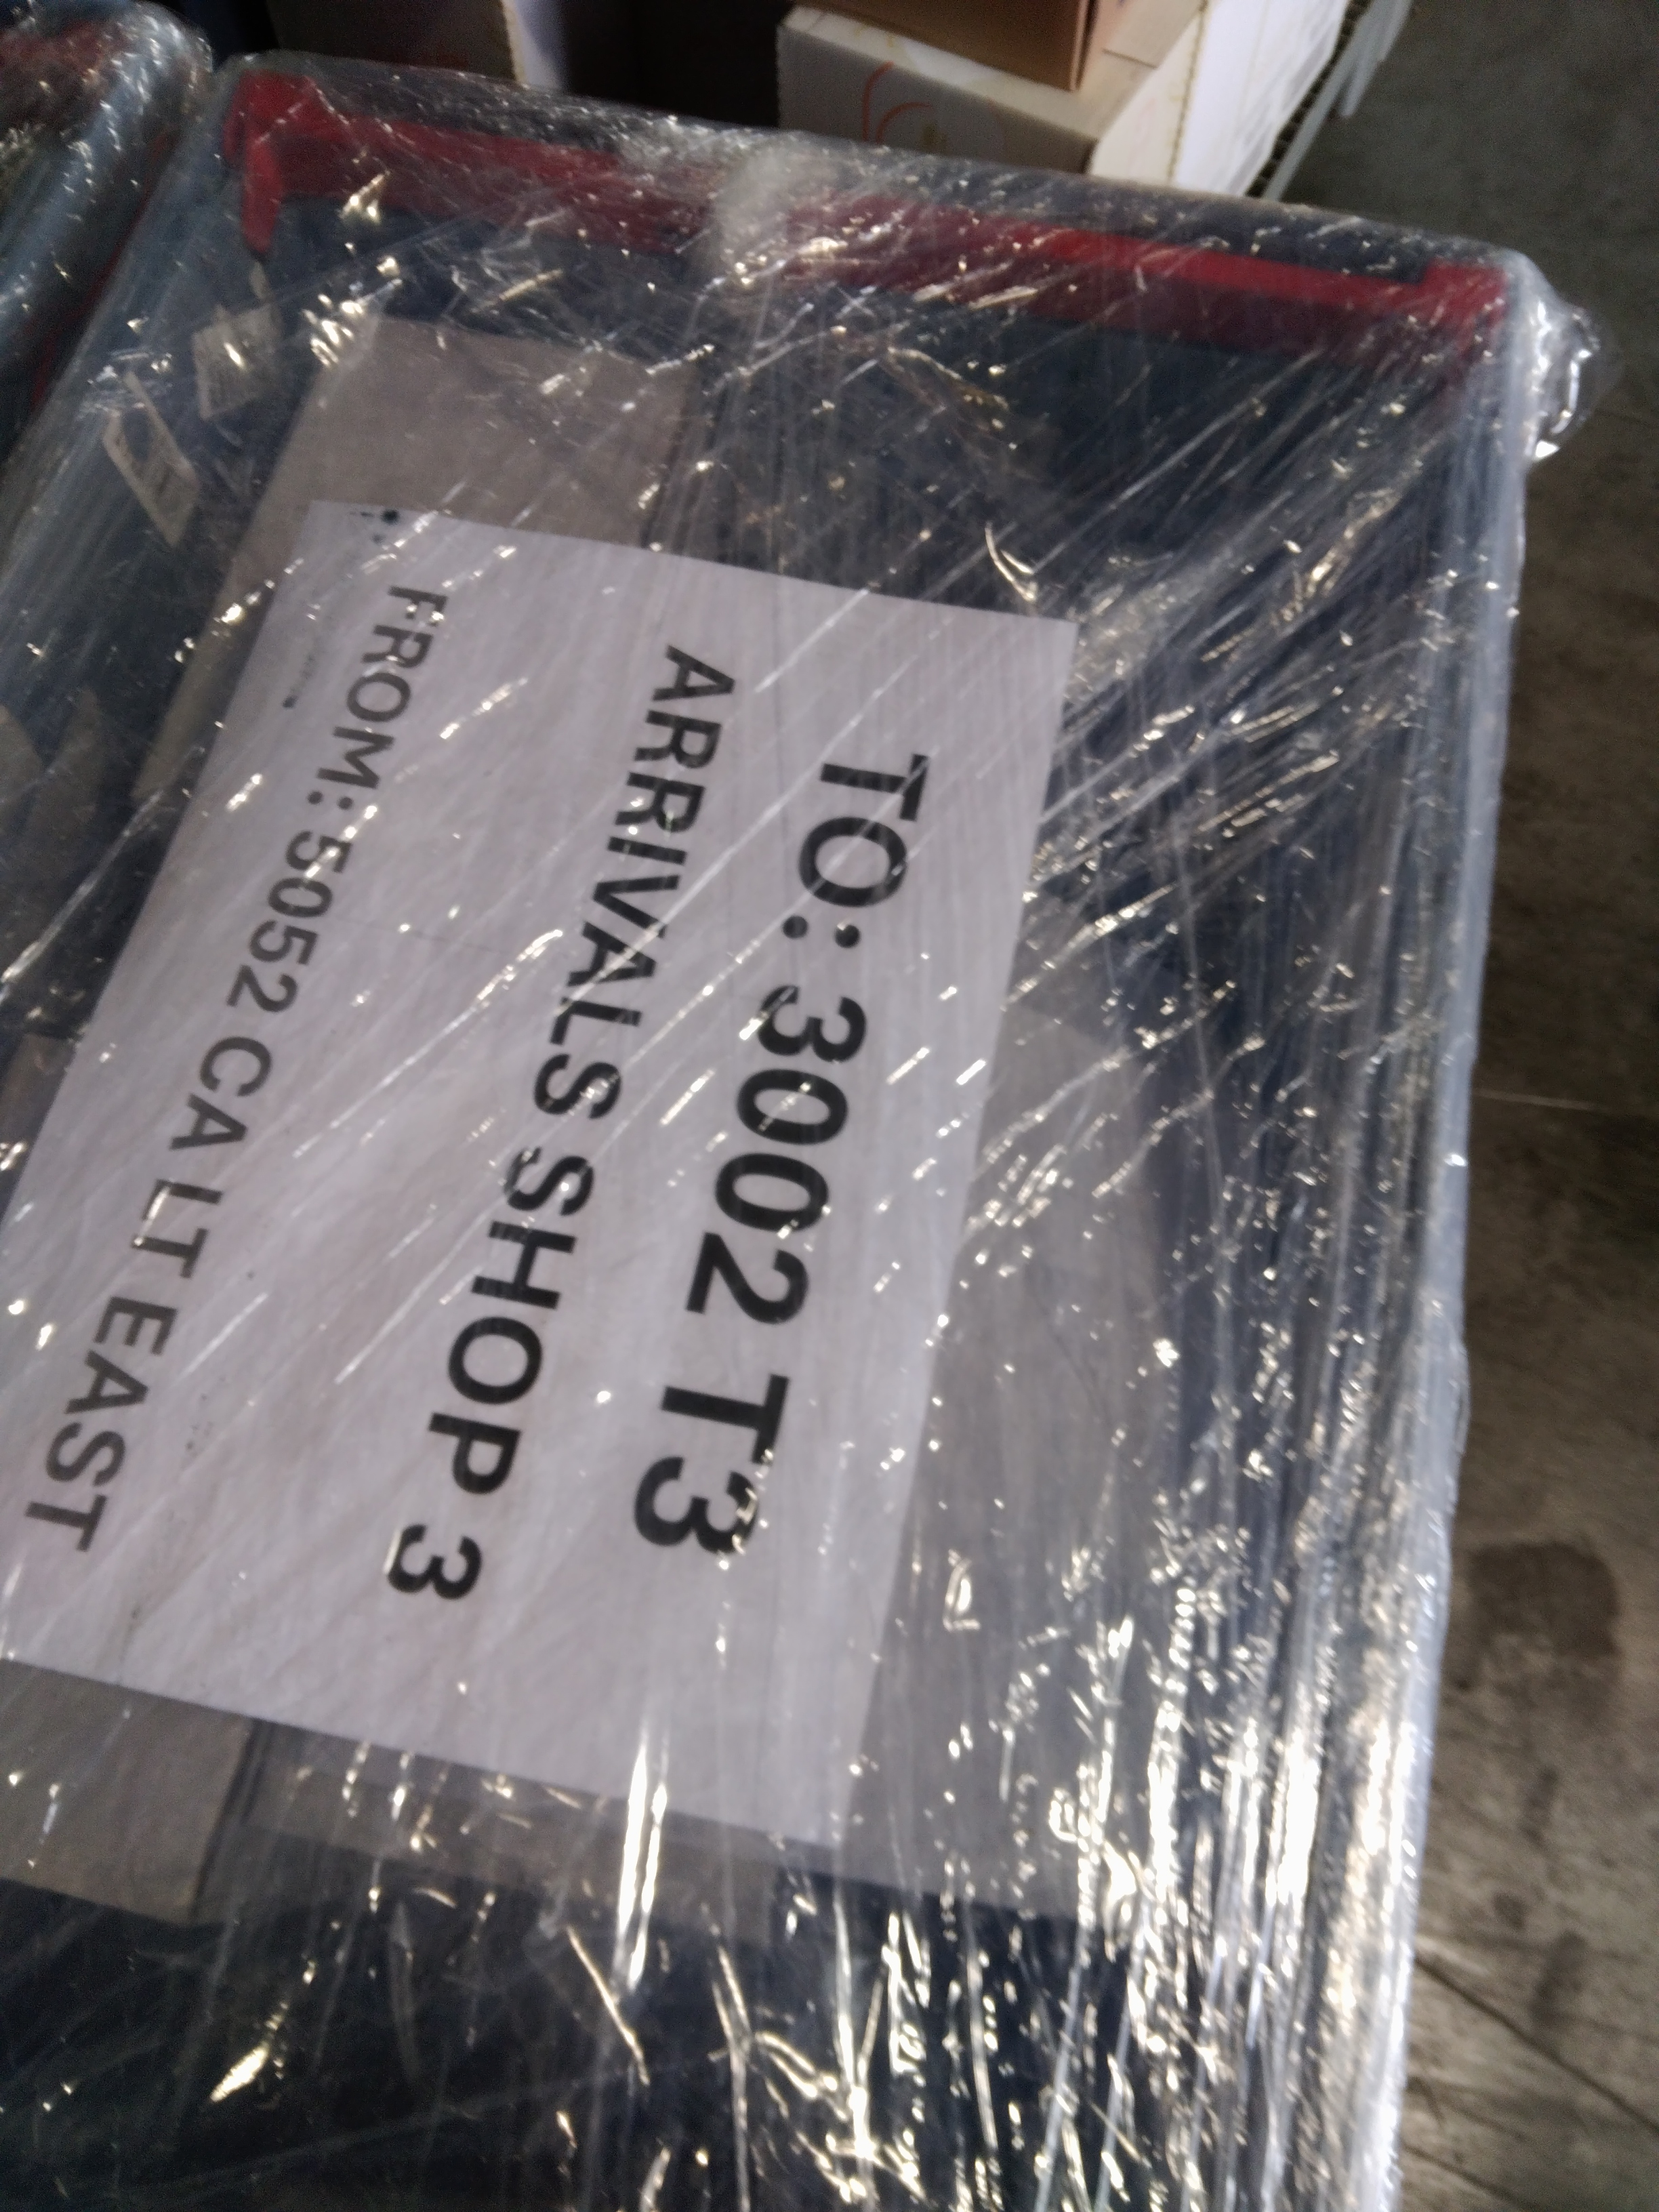 TO: 3002 T3
ARRIVALS SHOP 3
FROM: 5052 CA LT EAST